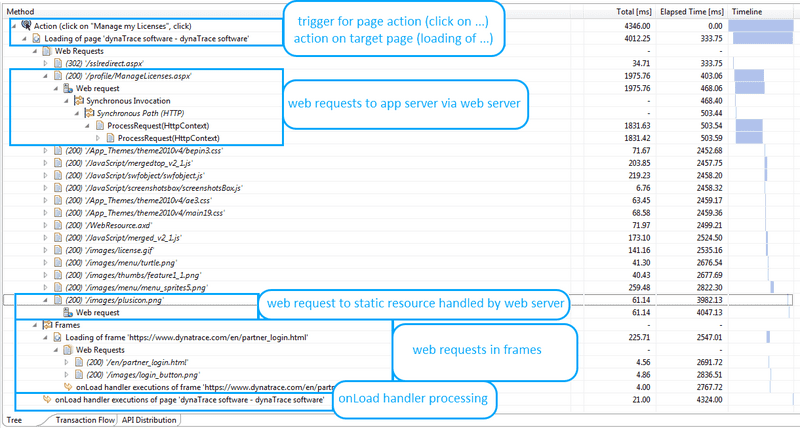 Method Total [ms] Elapsed Time [ms] Timeline
Action (click on "Manage my Licenses", click) 4346.00 0.00
trigger for page action (click on ...)
action on target page (loading of ...)
Loading of page 'dynaTrace software - dynaTrace software' 4012.25 333.75
Web Requests - -
(302) '/sslredirect.aspx' 34.71 333.75
(200) '/profile/ManageLicenses.aspx' 1975.76 403.06
Web request 1975.76 468.06
web requests to app server via web server
Synchronous Invocation - 468.40
Synchronous Path (HTTP) - 503.44
ProcessRequest(HttpContext) 1831.63 503.54
ProcessRequest(HttpContext) 1831.42 503.59
(200) '/App_Themes/theme2010v4/bepin3.css' 71.67 2452.68
(200) '/JavaScript/mergedtop_v2_1.js' 203.85 2457.75
(200) '/JavaScript/swfobject/swfobject.js' 219.23 2458.20
(200) '/JavaScript/screenshotsbox/screenshotsBox.js' 6.76 2458.32
(200) '/App_Themes/theme2010v4/ae3.css' 63.45 2459.17
(200) '/App_Themes/theme2010v4/main19.css' 68.58 2459.36
(200) '/WebResource.axd' 71.97 2499.21
(200) '/JavaScript/merged_v2_1.js' 173.10 2524.50
(200) '/images/license.gif' 141.16 2535.16
(200) '/images/menu/turtle.png' 41.30 2676.54
(200) '/images/thumbs/feature1_1.png' 40.43 2677.69
(200) '/images/menu/menu_sprites5.png' 259.48 2822.30
(200) '/images/plusicon.png' 61.14 3982.13
web request to static resource handled by web server
Web request 61.14 4047.13
Frames - -
Loading of frame 'https://www.dynatrace.com/en/partner_login.html' 225.71 2547.01
Web Requests - -
web requests in frames
(200) '/en/partner_login.html' 4.56 2691.72
(200) '/images/login_button.png' 4.86 2836.51
onLoad handler executions of frame 'https://www.dynatrace.com/en/partn 4.00 2767.72
onLoad handler executions of page 'dynaTrace software - dynaTrace software' 21.00 4324.00
onLoad handler processing
Tree Transaction Flow API Distribution